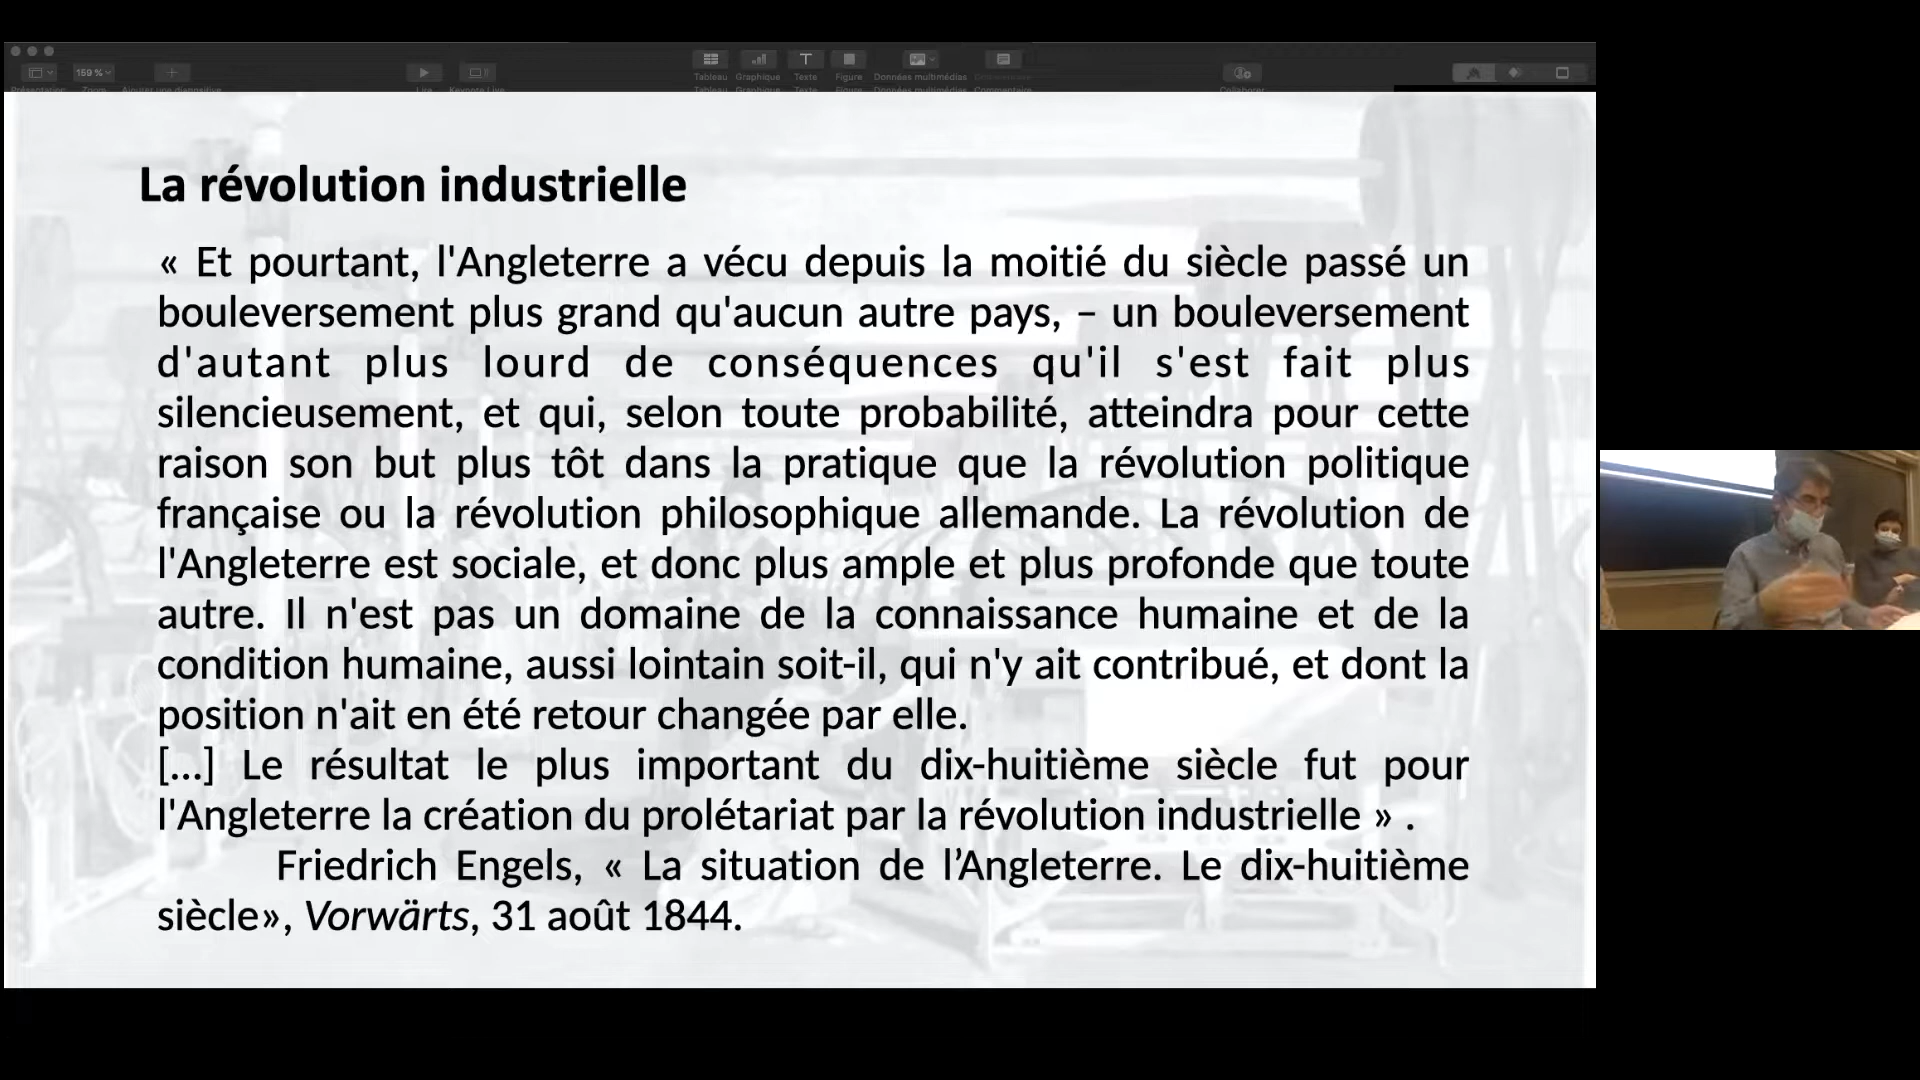 159 %
Tableau Graphique Texte Figure Données multimédias
La révolution industrielle
« Et pourtant, l'Angleterre a vécu depuis la moitié du siècle passé un
bouleversement plus grand qu'aucun autre pays, – un bouleversement
d'autant plus lourd de conséquences qu'il s'est fait plus
silencieusement, et qui, selon toute probabilité, atteindra pour cette
raison son but plus tôt dans la pratique que la révolution politique
française ou la révolution philosophique allemande. La révolution de
l'Angleterre est sociale, et donc plus ample et plus profonde que toute
autre. Il n'est pas un domaine de la connaissance humaine et de la
condition humaine, aussi lointain soit-il, qui n'y ait contribué, et dont la
position n'ait en été retour changée par elle.
[...] Le résultat le plus important du dix-huitième siècle fut pour
l'Angleterre la création du prolétariat par la révolution industrielle » .
Friedrich Engels, « La situation de l’Angleterre. Le dix-huitième
siècle», Vorwärts, 31 août 1844.